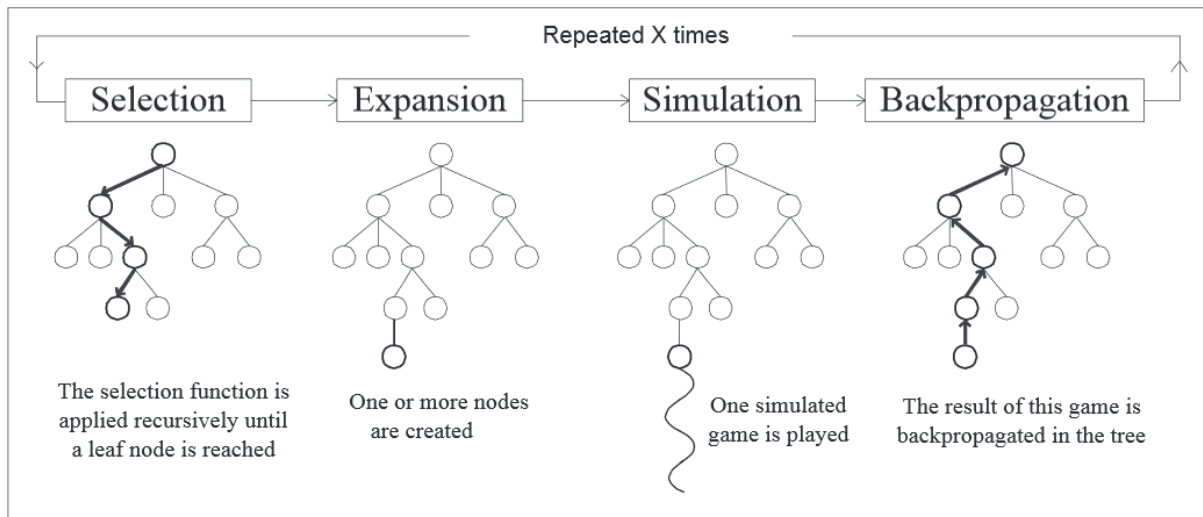 Repeated X times
Selection
Expansion
Simulation
Backpropagation
The selection function is
applied recursively until
a leaf node is reached
One or more nodes
are created
One simulated
game is played
The result of this game is
backpropagated in the tree